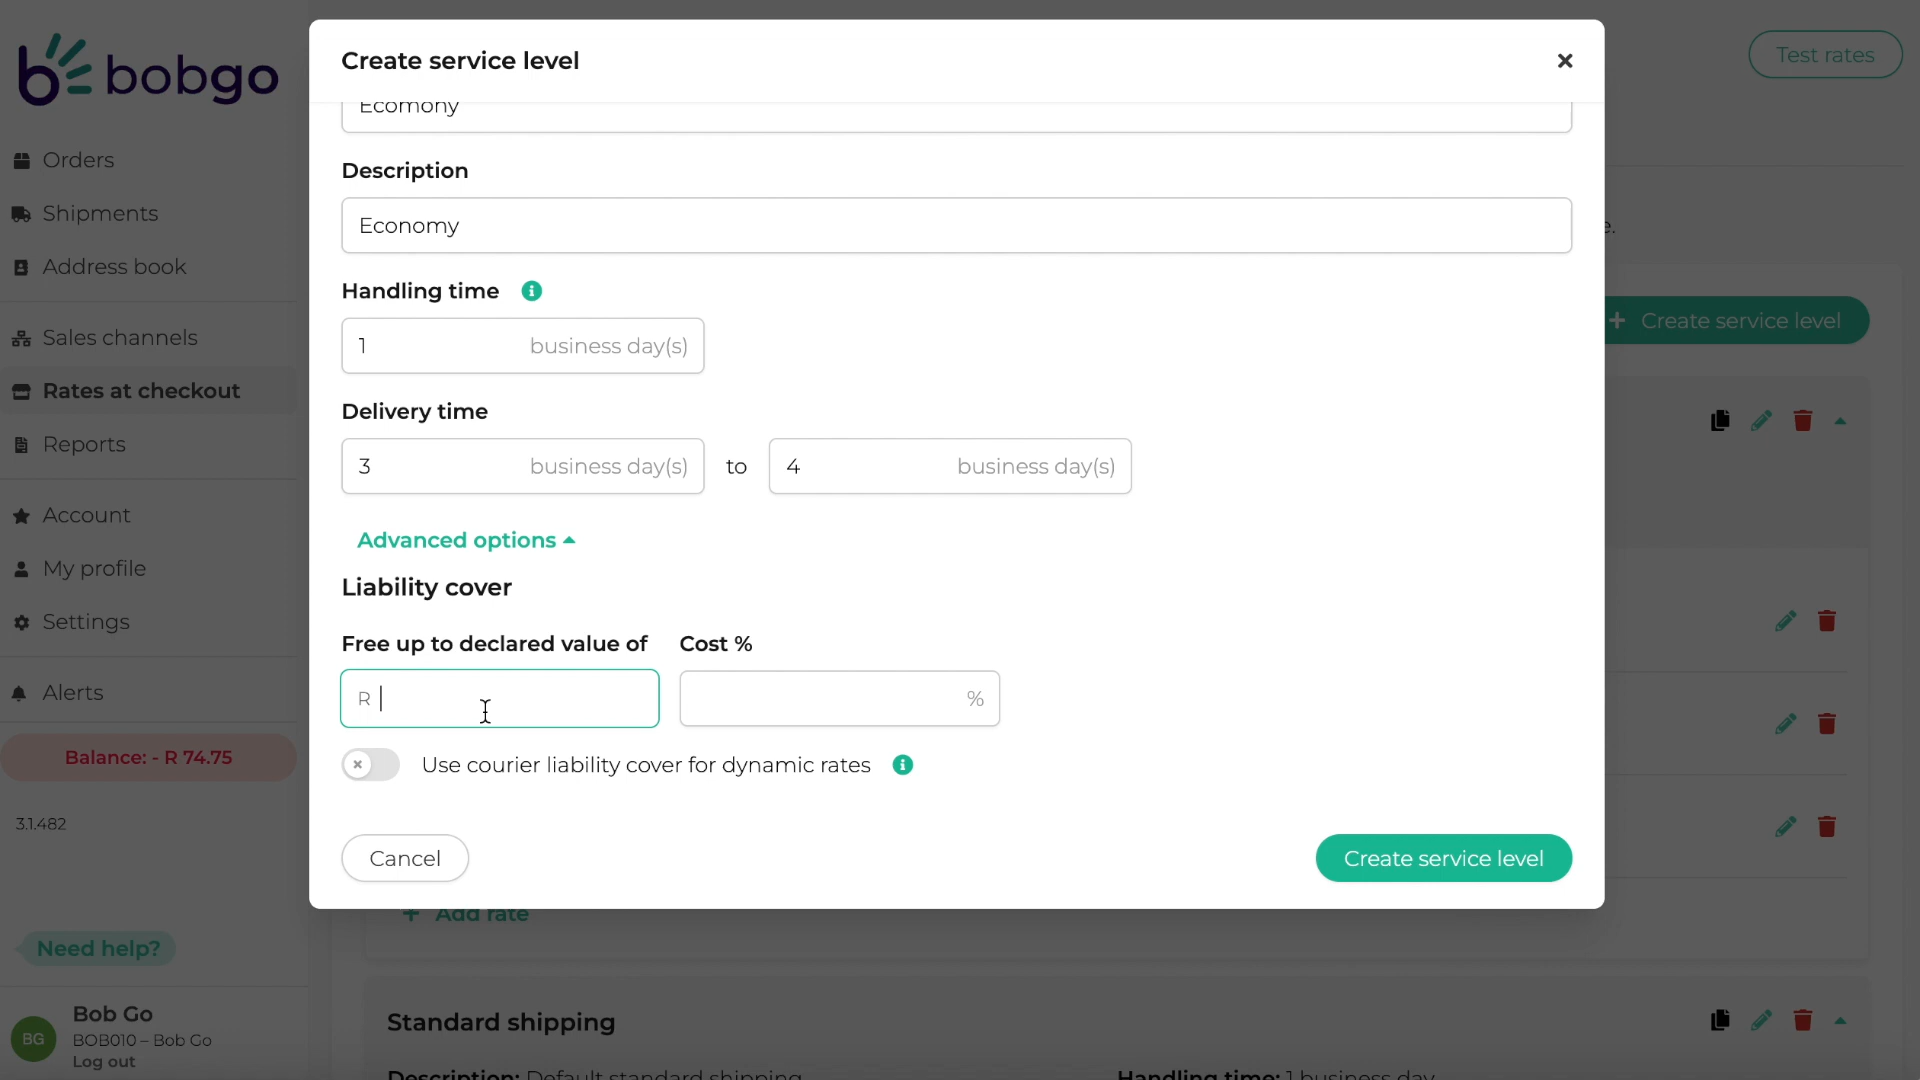 bobgo
Orders
Shipments
Address book
Sales channels
Rates at checkout
Reports
Account
My profile
Settings
Alerts
Balance: - R 74.75
3.1.482
Need help?
BG
Bob Go
BOB010 – Bob Go
Log out
Test rates
Create service level
Ecomony
Description
Economy
Handling time
1 business day(s)
Delivery time
3 business day(s) to 4 business day(s)
Advanced options
Liability cover
Free up to declared value of Cost %
R %
Use courier liability cover for dynamic rates
Cancel Create service level
e.
+ Create service level
+ Add rate
Standard shipping
Description: Default standard shipping Handling time: 1 business day